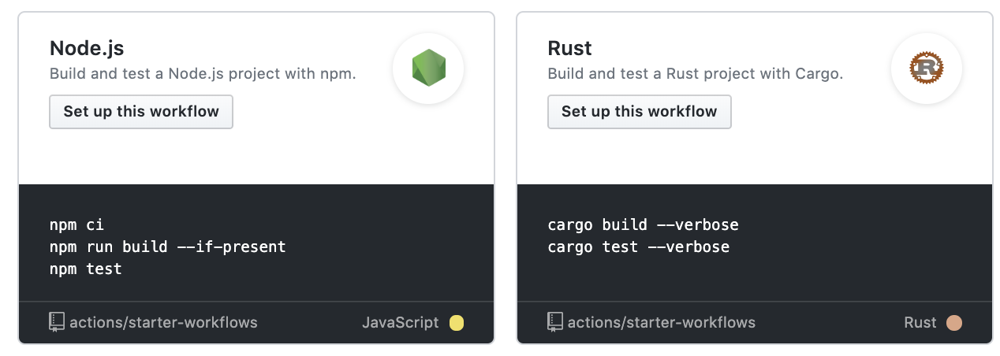 Node.js
Build and test a Node.js project with npm.
Set up this workflow
npm ci
npm run build --if-present
npm test
actions/starter-workflows
JavaScript
Rust
Build and test a Rust project with Cargo.
R
Set up this workflow
cargo build --verbose
cargo test --verbose
actions/starter-workflows
Rust